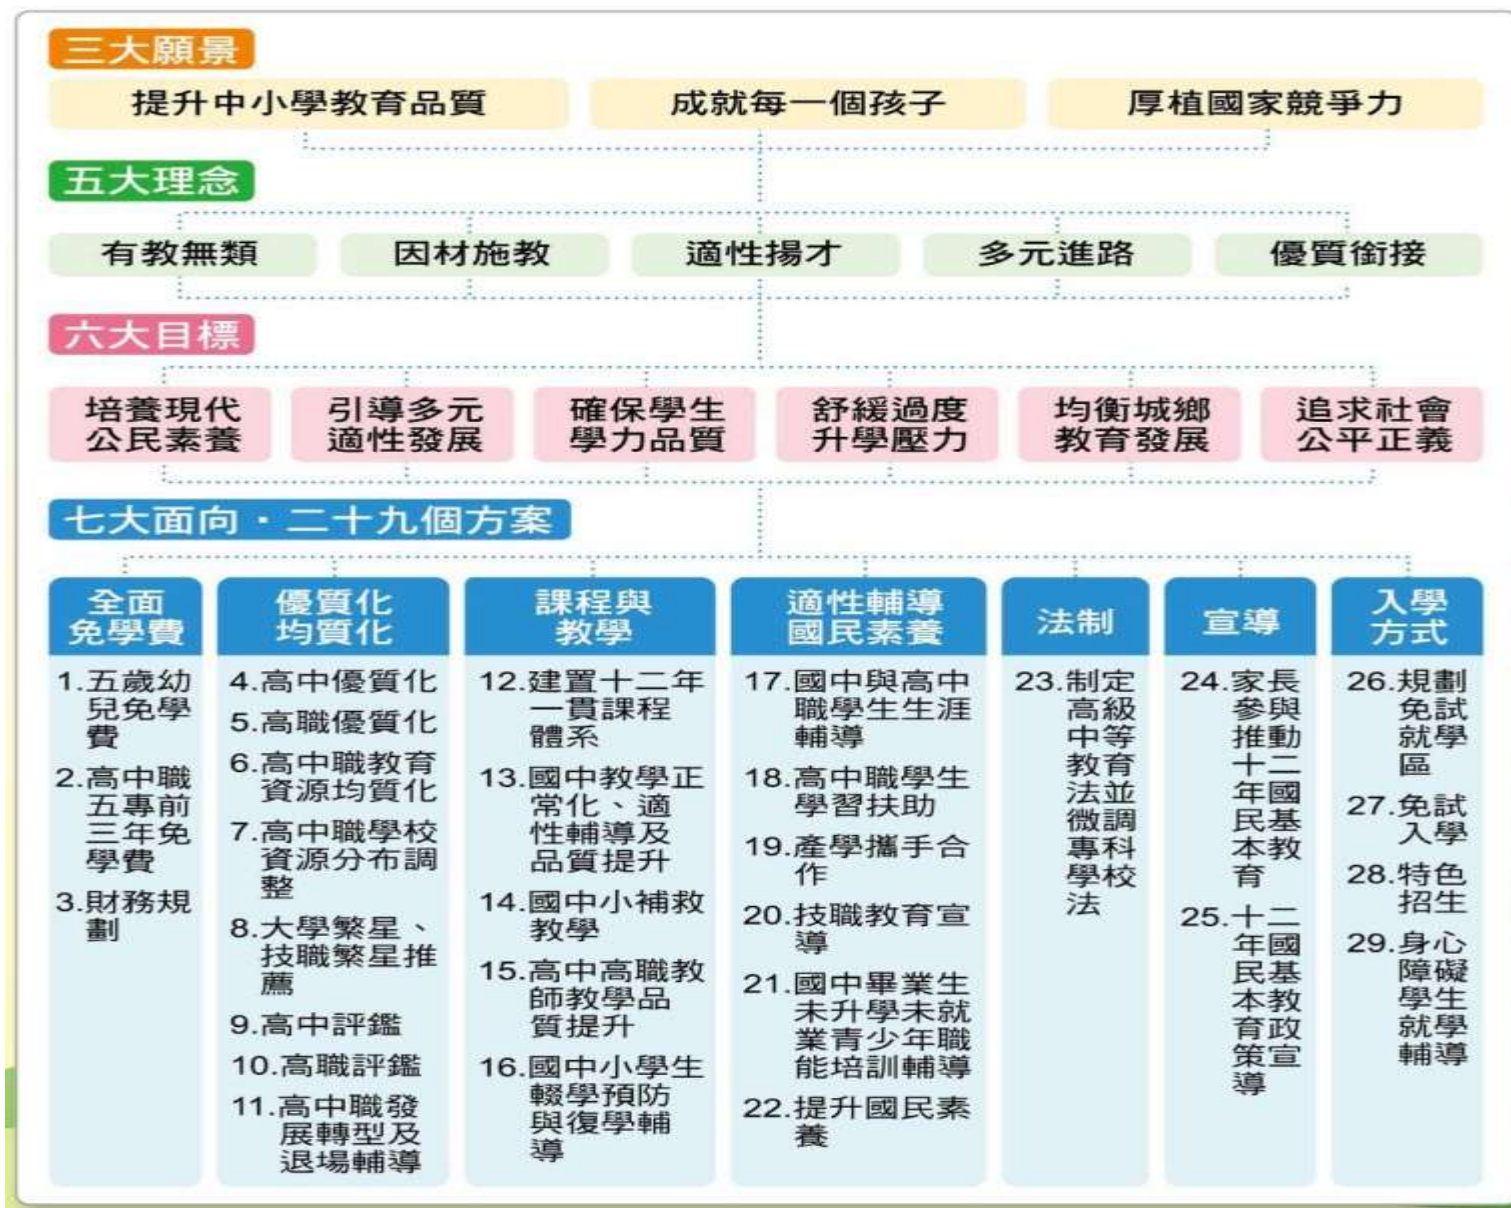 三大願景
提升中小學教育品質
成就每一個孩子
厚植國家競爭力
五大理念
有教無類
因材施教
適性揚才
多元進路
優質銜接
六大目標
培養現代
公民素養
引導多元
適性發展
確保學生
學力品質
舒緩過度
升學壓力
均衡城鄉
教育發展
追求社會
公平正義
七大面向·二十九個方案
全面
免學費
1.五歲幼
兒免學
費
2.高中職
五專前
三年免
學費
3.財務規
劃
優質化
均質化
4.高中優質化
5.高職優質化
6.高中職教育
資源均質化
7.高中職學校
資源分布調
整
8.大學繁星、
技職繁星推
薦
9.高中評鑑
10.高職評鑑
11.高中職發
展轉型及
退場輔導
課程與
教學
12.建置十二年
一貫課程
體系
13.國中教學正
常化、適
性輔導及
品質提升
14.國中小補救
教學
15.高中高職教
師教學品
質提升
16.國中小學生
輟學預防
與復學輔
導
適性輔導
國民素養
17.國中與高中
職學生生涯
輔導
18.高中職學生
學習扶助
19.產學攜手合
作
20.技職教育宣
導
21.國中畢業生
未升學未就
業青少年職
能培訓輔導
22.提升國民素
養
法制
23.制定
高級
中等
教育
法並
微調
專科
學校
法
宣導
24.家長
參與
推動
十二
年國
民基
本教
育
25.十二
年國
民基
本教
育政
策宣
導
入學
方式
26.規劃
免試
就學
區
27.免試
入學
28.特色
招生
29.身心
障礙
學生
就學
輔導